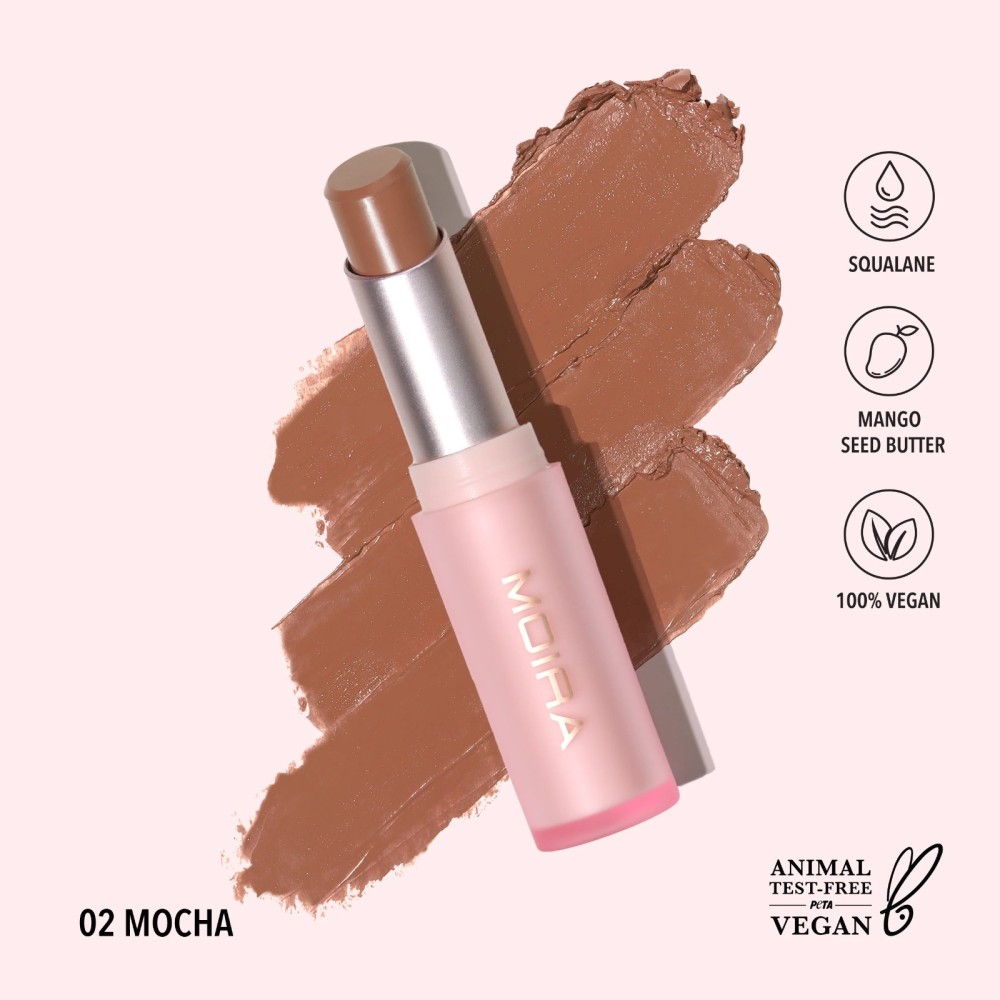 SQUALANE
MANGO
SEED BUTTER
100% VEGAN
MOIRA
02 MOCHA
ANIMAL
TEST-FREE
PETA
VEGAN